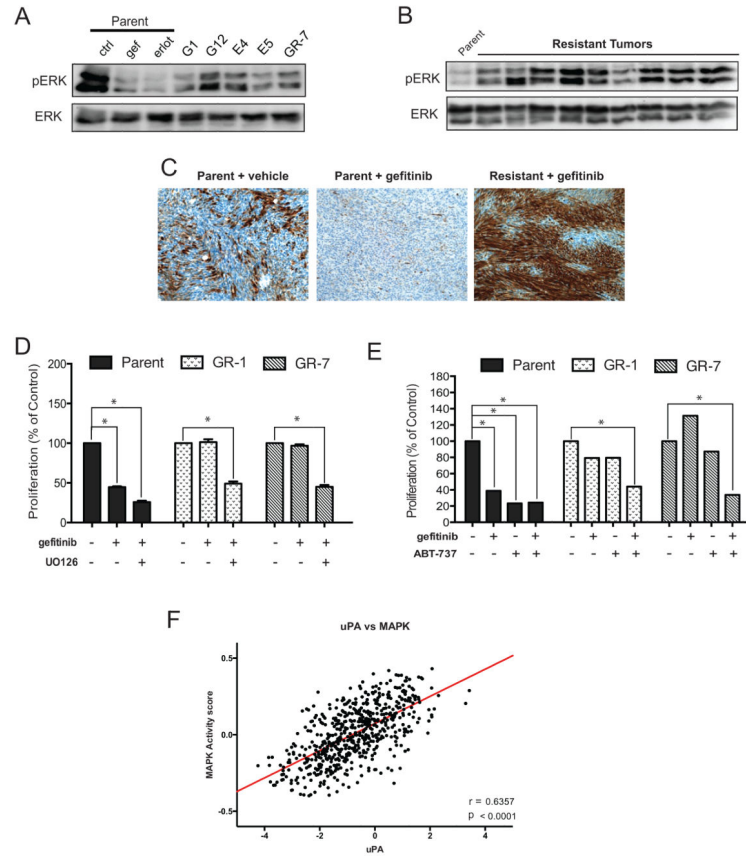 A
Parent
ctrl gef erlot G1 G12 E4 E5 GR-7
pERK
ERK
B
Parent Resistant Tumors
pERK
ERK
C
Parent + vehicle Parent + gefitinib Resistant + gefitinib
D
Parent GR-1 GR-7
Proliferation (% of Control)
200
150
100
50
0
* * * *
gefitinib - + + - + + - + +
UO126 - - + - - + - - +
E
Parent GR-1 GR-7
Proliferation (% of Control)
180
160
140
120
100
80
60
40
20
0
* * * * *
gefitinib - + - + - + - + - + - +
ABT-737 - - + + - - + + - - + +
F
uPA vs MAPK
MAPK Activity score
0.5
0.0
-0.5
-4 -2 0 2 4
uPA
r = 0.6357
p < 0.0001